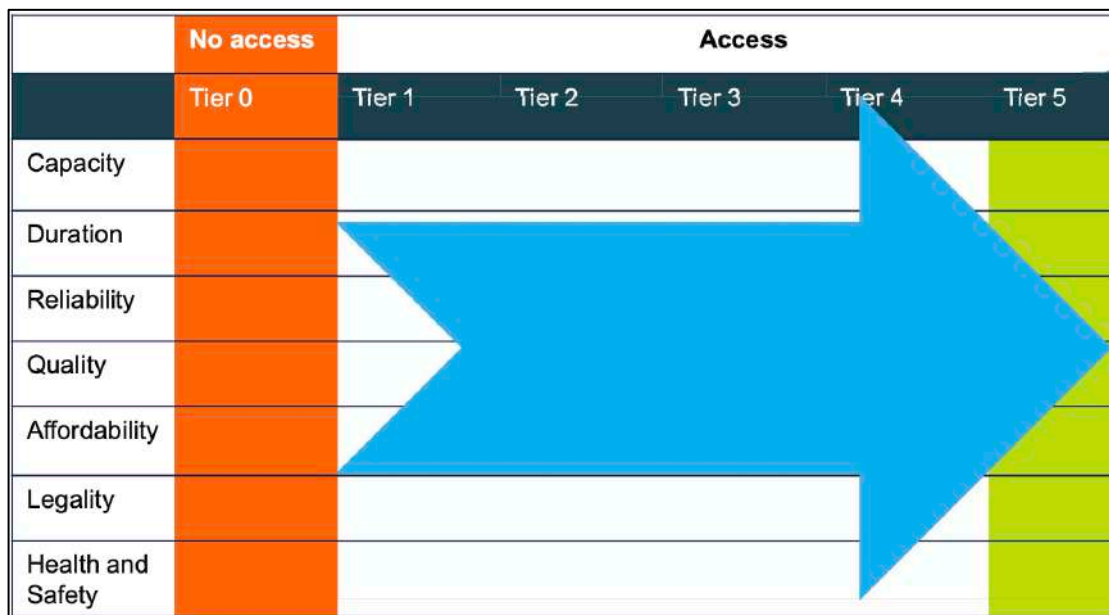 No access Access
Tier 0 Tier 1 Tier 2 Tier 3 Tier 4 Tier 5
Capacity
Duration
Reliability
Quality
Affordability
Legality
Health and
Safety